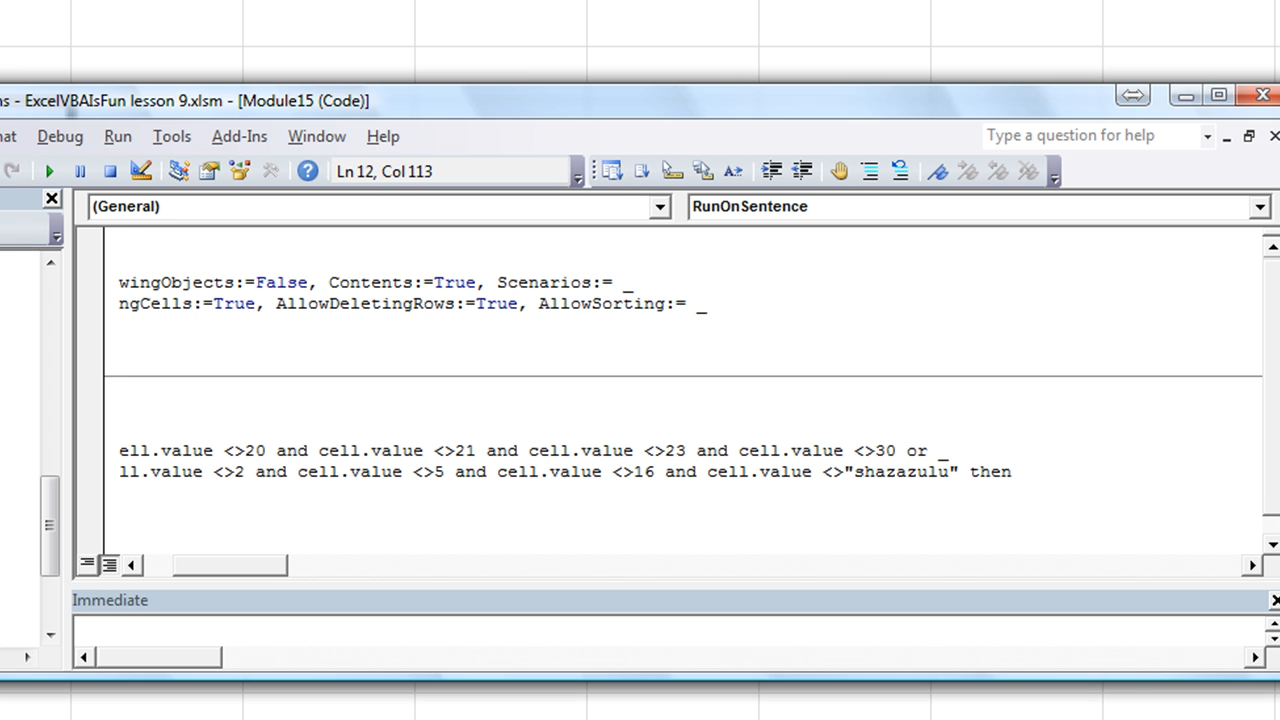 ns - ExcelVBAIsFun lesson 9.xlsm - [Module15 (Code)]
nat Debug Run Tools Add-Ins Window Help Type a question for help
Ln 12, Col 113
(General) RunOnSentence
wingObjects:=False, Contents:=True, Scenarios:= _
ngCells:=True, AllowDeletingRows:=True, AllowSorting:= _
ell.value <>20 and cell.value <>21 and cell.value <>23 and cell.value <>30 or _
ll.value <>2 and cell.value <>5 and cell.value <>16 and cell.value <>"shazazulu" then
Immediate